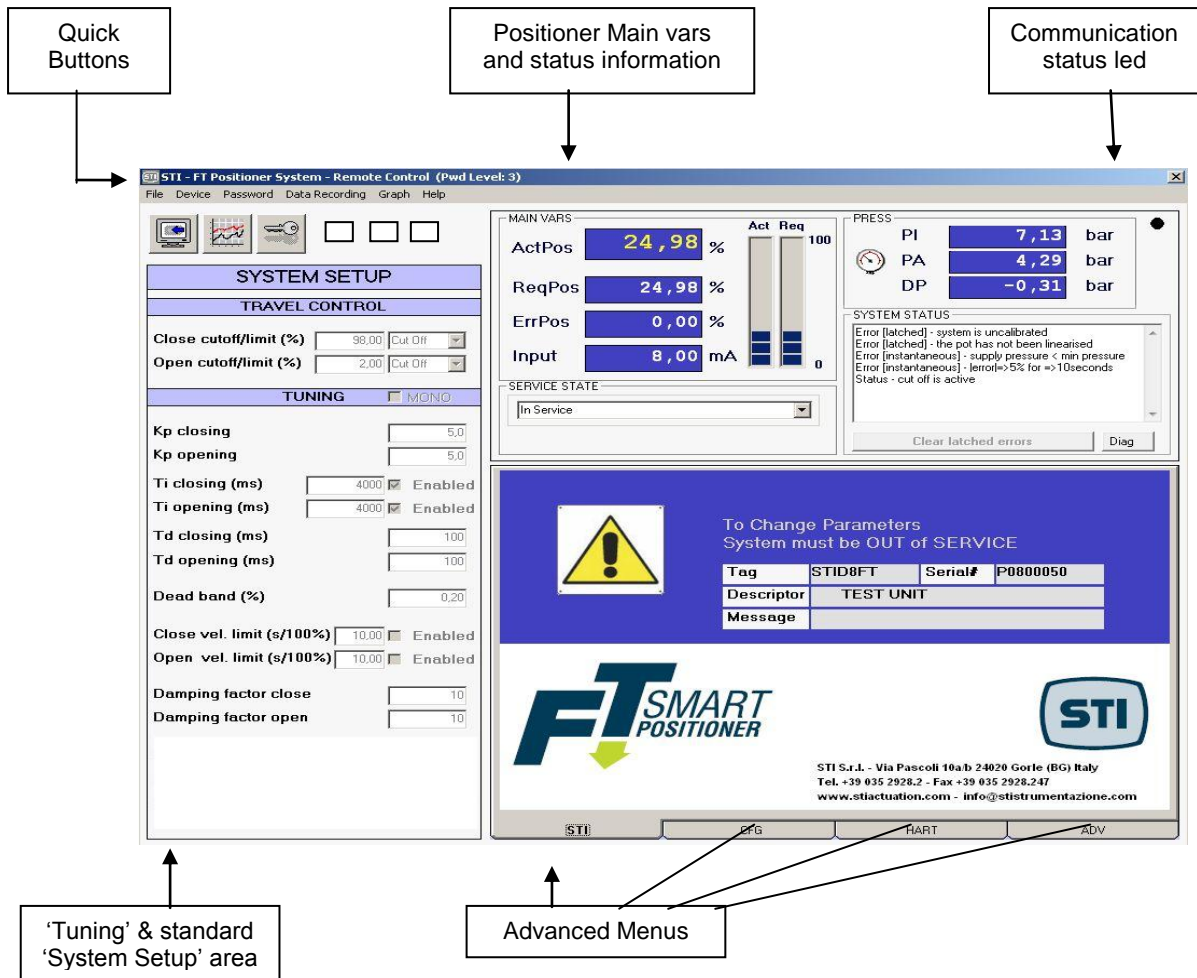 Quick
Buttons
Positioner Main vars
and status information
Communication
status led
STI - FT Positioner System - Remote Control (Pwd Level: 3)
File Device Password Data Recording Graph Help
SYSTEM SETUP
TRAVEL CONTROL
Close cutoff/limit (%) 98,00 Cut Off
Open cutoff/limit (%) 2,00 Cut Off
TUNING MONO
Kp closing 5,0
Kp opening 5,0
Ti closing (ms) 4000 Enabled
Ti opening (ms) 4000 Enabled
Td closing (ms) 100
Td opening (ms) 100
Dead band (%) 0,20
Close vel. limit (s/100%) 10,00 Enabled
Open vel. limit (s/100%) 10,00 Enabled
Damping factor close 10
Damping factor open 10
MAIN VARS
ActPos 24,98 %
ReqPos 24,98 %
ErrPos 0,00 %
Input 8,00 mA
Act Req
100
0
SERVICE STATE
In Service
PRESS
PI 7,13 bar
PA 4,29 bar
DP -0,31 bar
SYSTEM STATUS
Error [latched] - system is uncalibrated
Error [latched] - the pot has not been linearised
Error [instantaneous] - supply pressure < min pressure
Error [instantaneous] - |error|=>5% for =>10seconds
Status - cut off is active
Clear latched errors Diag
To Change Parameters
System must be OUT of SERVICE
Tag STID8FT Serial# P0800050
Descriptor TEST UNIT
Message
FT SMART
POSITIONER
STI
STI S.r.l. - Via Pascoli 10a/b 24020 Gorle (BG) Italy
Tel. +39 035 2928.2 - Fax +39 035 2928.247
www.stiactuation.com - info@stistrumentazione.com
STI CFG HART ADV
'Tuning' & standard
'System Setup' area
Advanced Menus